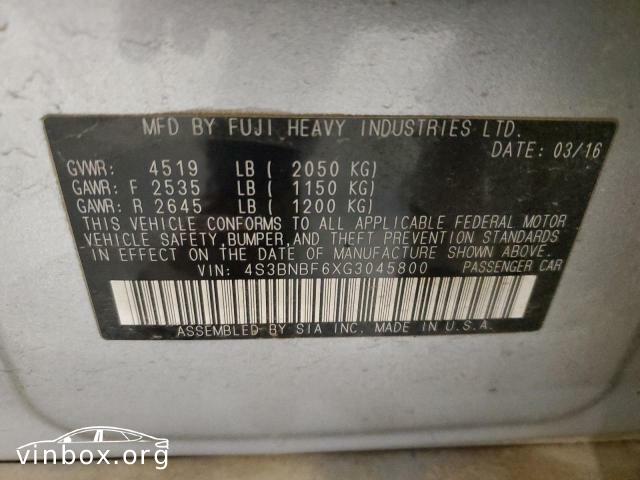 MFD BY FUJI HEAVY INDUSTRIES LTD.
DATE: 03/16
GVWR: 4519 LB ( 2050 KG)
GAWR: F 2535 LB ( 1150 KG)
GAWR: R 2645 LB ( 1200 KG)
THIS VEHICLE CONFORMS TO ALL APPLICABLE FEDERAL MOTOR
VEHICLE SAFETY, BUMPER, AND THEFT PREVENTION STANDARDS
IN EFFECT ON THE DATE OF MANUFACTURE SHOWN ABOVE.
VIN: 4S3BNBF6XG3045800 PASSENGER CAR
ASSEMBLED BY SIA INC. MADE IN U.S.A.
vinbox.org